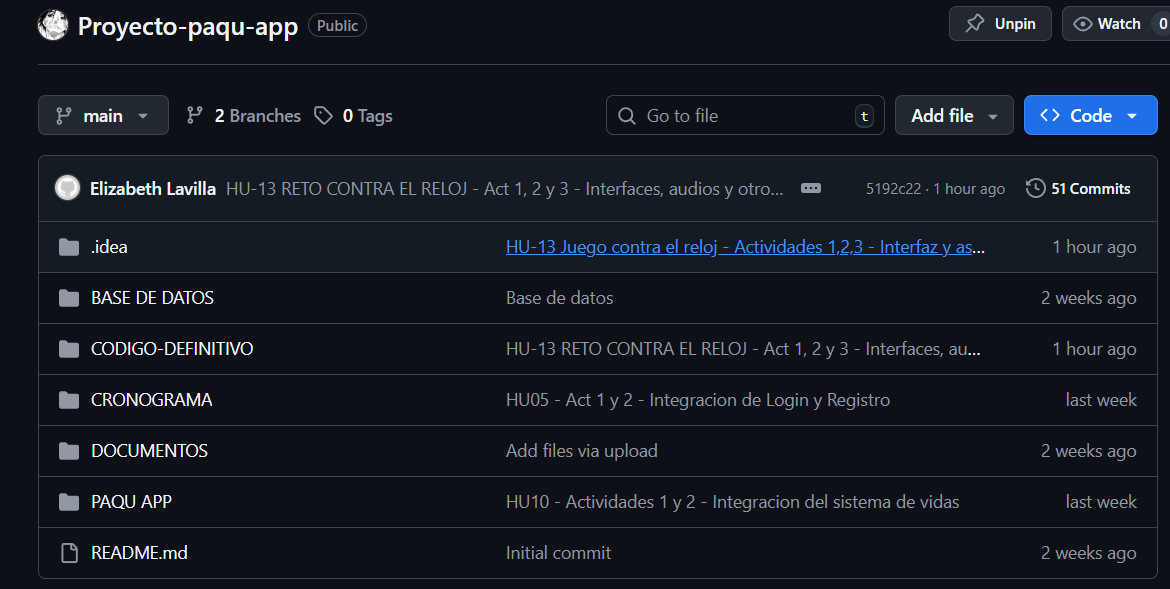 Proyecto-paqu-app Public Unpin Watch 0
main 2 Branches 0 Tags Go to file t Add file Code
Elizabeth Lavilla HU-13 RETO CONTRA EL RELOJ - Act 1, 2 y 3 - Interfaces, audios y otro... 5192c22 · 1 hour ago 51 Commits
.idea HU-13 Juego contra el reloj - Actividades 1,2,3 - Interfaz y as... 1 hour ago
BASE DE DATOS Base de datos 2 weeks ago
CODIGO-DEFINITIVO HU-13 RETO CONTRA EL RELOJ - Act 1, 2 y 3 - Interfaces, au... 1 hour ago
CRONOGRAMA HU05 - Act 1 y 2 - Integracion de Login y Registro last week
DOCUMENTOS Add files via upload 2 weeks ago
PAQU APP HU10 - Actividades 1 y 2 - Integracion del sistema de vidas last week
README.md Initial commit 2 weeks ago